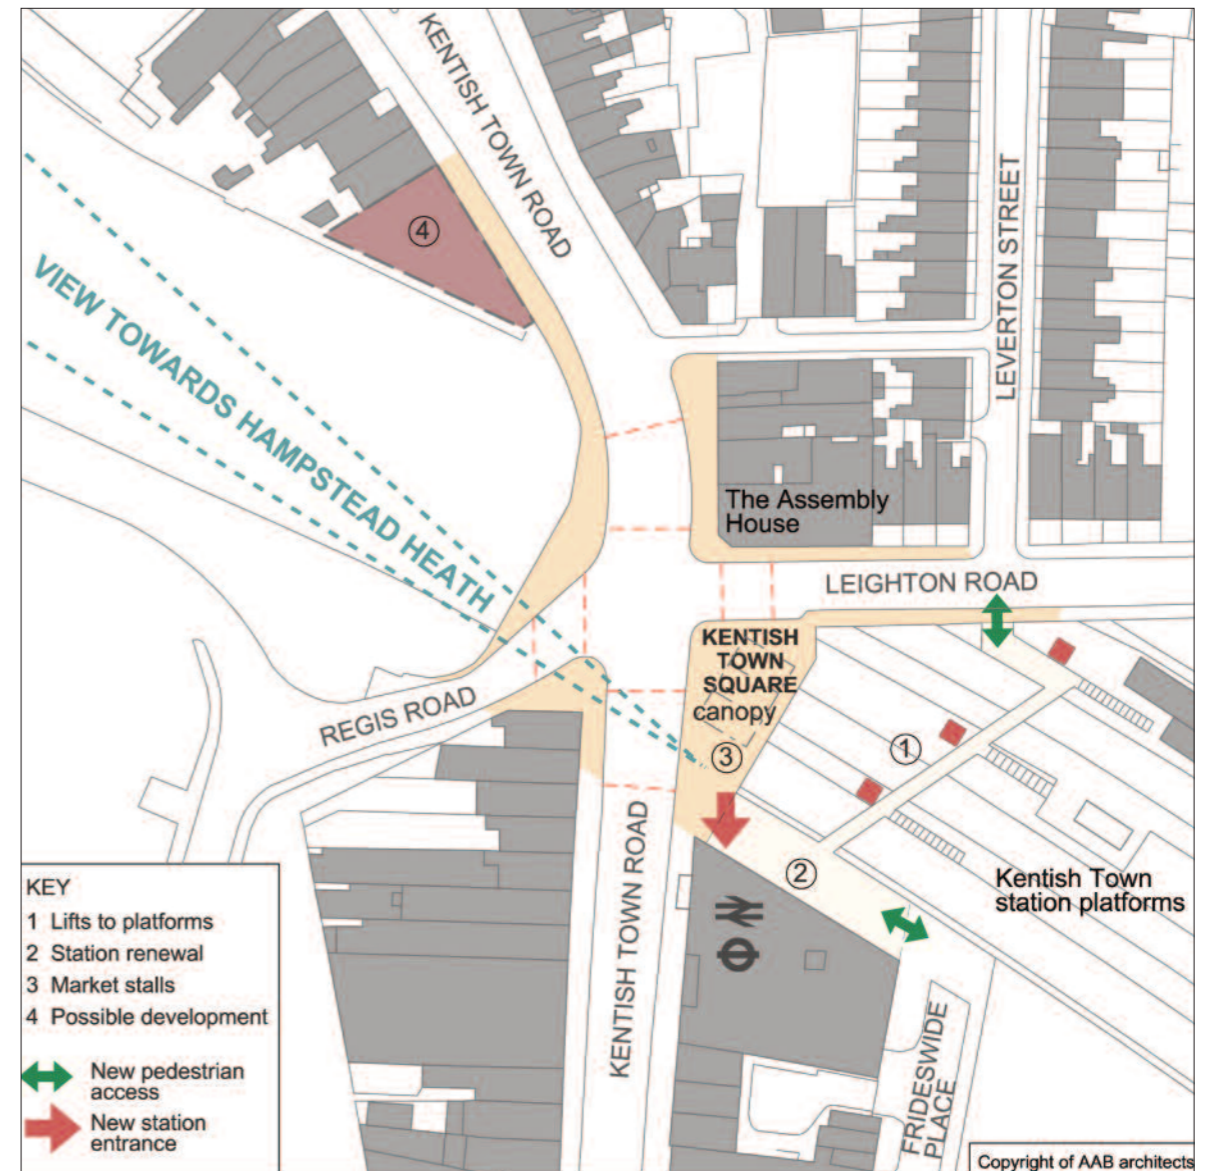 KENTISH TOWN ROAD
④
VIEW TOWARDS HAMPSTEAD HEATH
LEVERTON STREET
The Assembly
House
LEIGHTON ROAD
KENTISH
TOWN
SQUARE
canopy
③
①
REGIS ROAD
KENTISH TOWN ROAD
②
Kentish Town
station platforms
FRIDESWIDE
PLACE
KEY
1 Lifts to platforms
2 Station renewal
3 Market stalls
4 Possible development
New pedestrian
access
New station
entrance
Copyright of AAB architects